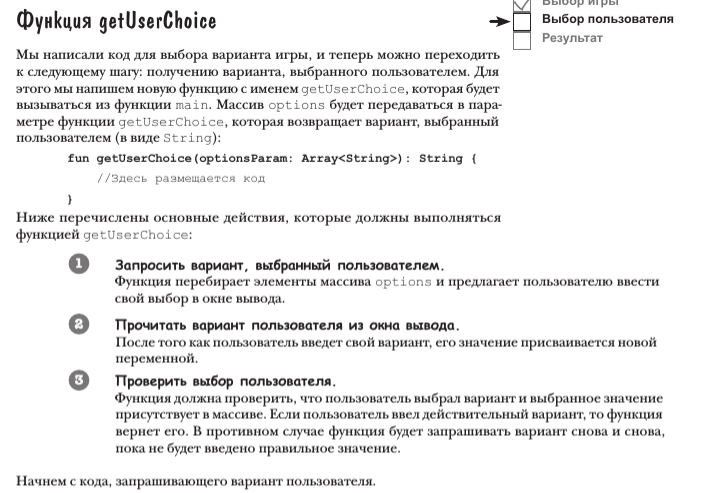 Функция getUserChoice
Выбор игры
Выбор пользователя
Результат
Мы написали код для выбора варианта игры, и теперь можно переходить
к следующему шагу: получению варианта, выбранного пользователем. Для
этого мы напишем новую функцию с именем getUserChoice, которая будет
вызываться из функции main. Массив options будет передаваться в пара-
метре функции getUserChoice, которая возвращает вариант, выбранный
пользователем (в виде String):
fun getUserChoice(optionsParam: Array<String>): String {
//Здесь размещается код
}
Ниже перечислены основные действия, которые должны выполняться
функцией getUserChoice:
1 Запросить вариант, выбранный пользователем.
Функция перебирает элементы массива options и предлагает пользователю ввести
свой выбор в окне вывода.
2 Прочитать вариант пользователя из окна вывода.
После того как пользователь введет свой вариант, его значение присваивается новой
переменной.
3 Проверить выбор пользователя.
Функция должна проверить, что пользователь выбрал вариант и выбранное значение
присутствует в массиве. Если пользователь ввел действительный вариант, то функция
вернет его. В противном случае функция будет запрашивать вариант снова и снова,
пока не будет введено правильное значение.
Начнем с кода, запрашивающего вариант пользователя.